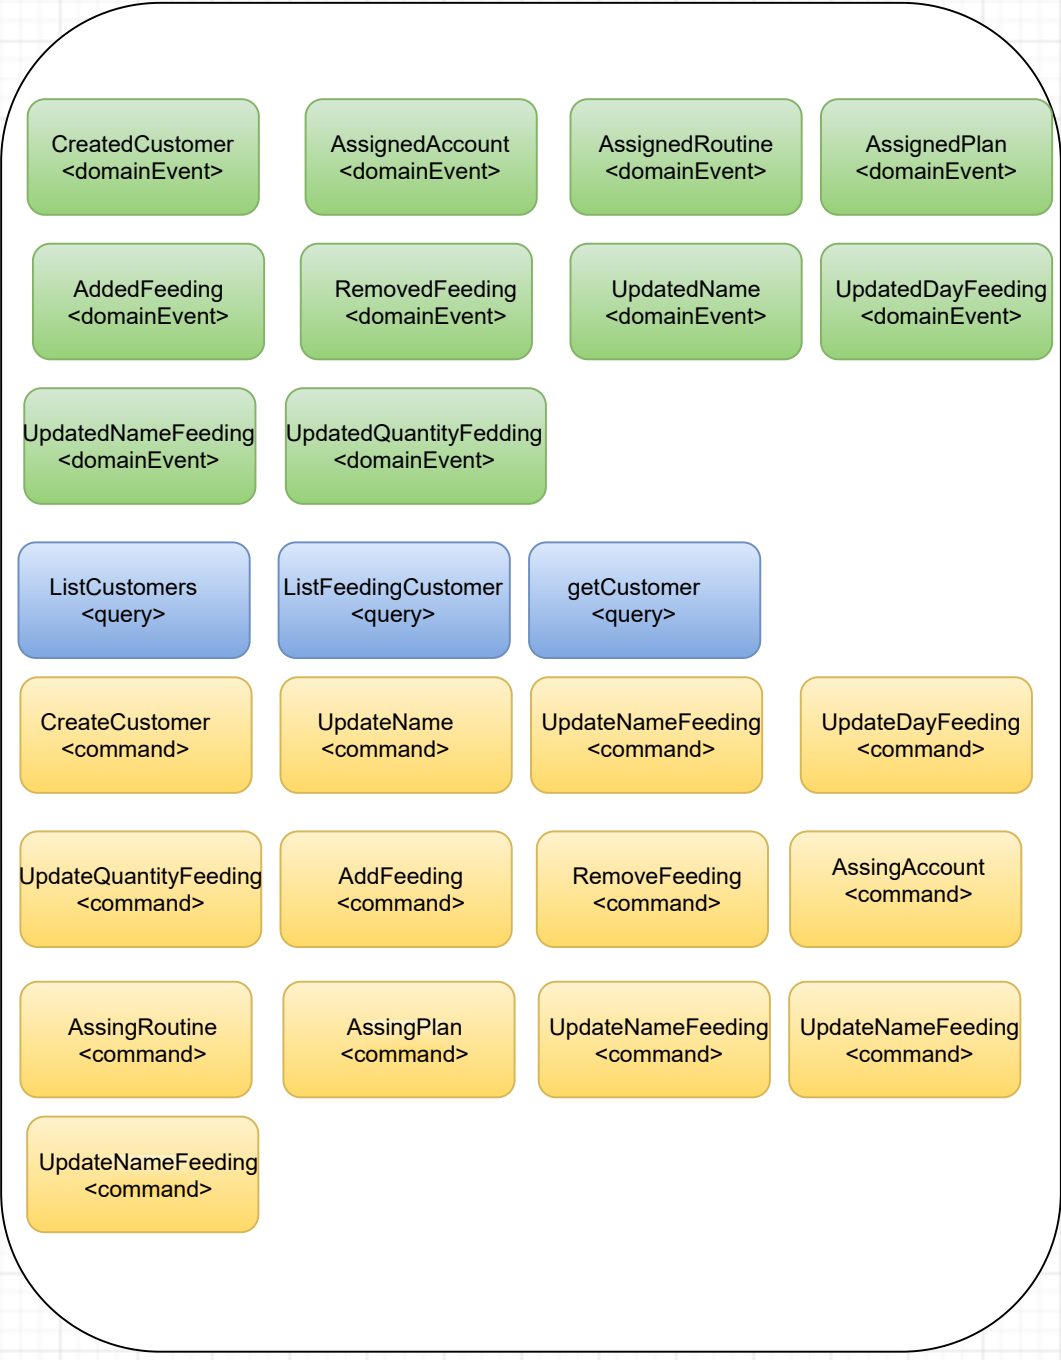 CreatedCustomer
<domainEvent>
AssignedAccount
<domainEvent>
AssignedRoutine
<domainEvent>
AssignedPlan
<domainEvent>
AddedFeeding
<domainEvent>
RemovedFeeding
<domainEvent>
UpdatedName
<domainEvent>
UpdatedDayFeeding
<domainEvent>
UpdatedNameFeeding
<domainEvent>
UpdatedQuantityFedding
<domainEvent>
ListCustomers
<query>
ListFeedingCustomer
<query>
getCustomer
<query>
CreateCustomer
<command>
UpdateName
<command>
UpdateNameFeeding
<command>
UpdateDayFeeding
<command>
UpdateQuantityFeeding
<command>
AddFeeding
<command>
RemoveFeeding
<command>
AssingAccount
<command>
AssingRoutine
<command>
AssingPlan
<command>
UpdateNameFeeding
<command>
UpdateNameFeeding
<command>
UpdateNameFeeding
<command>